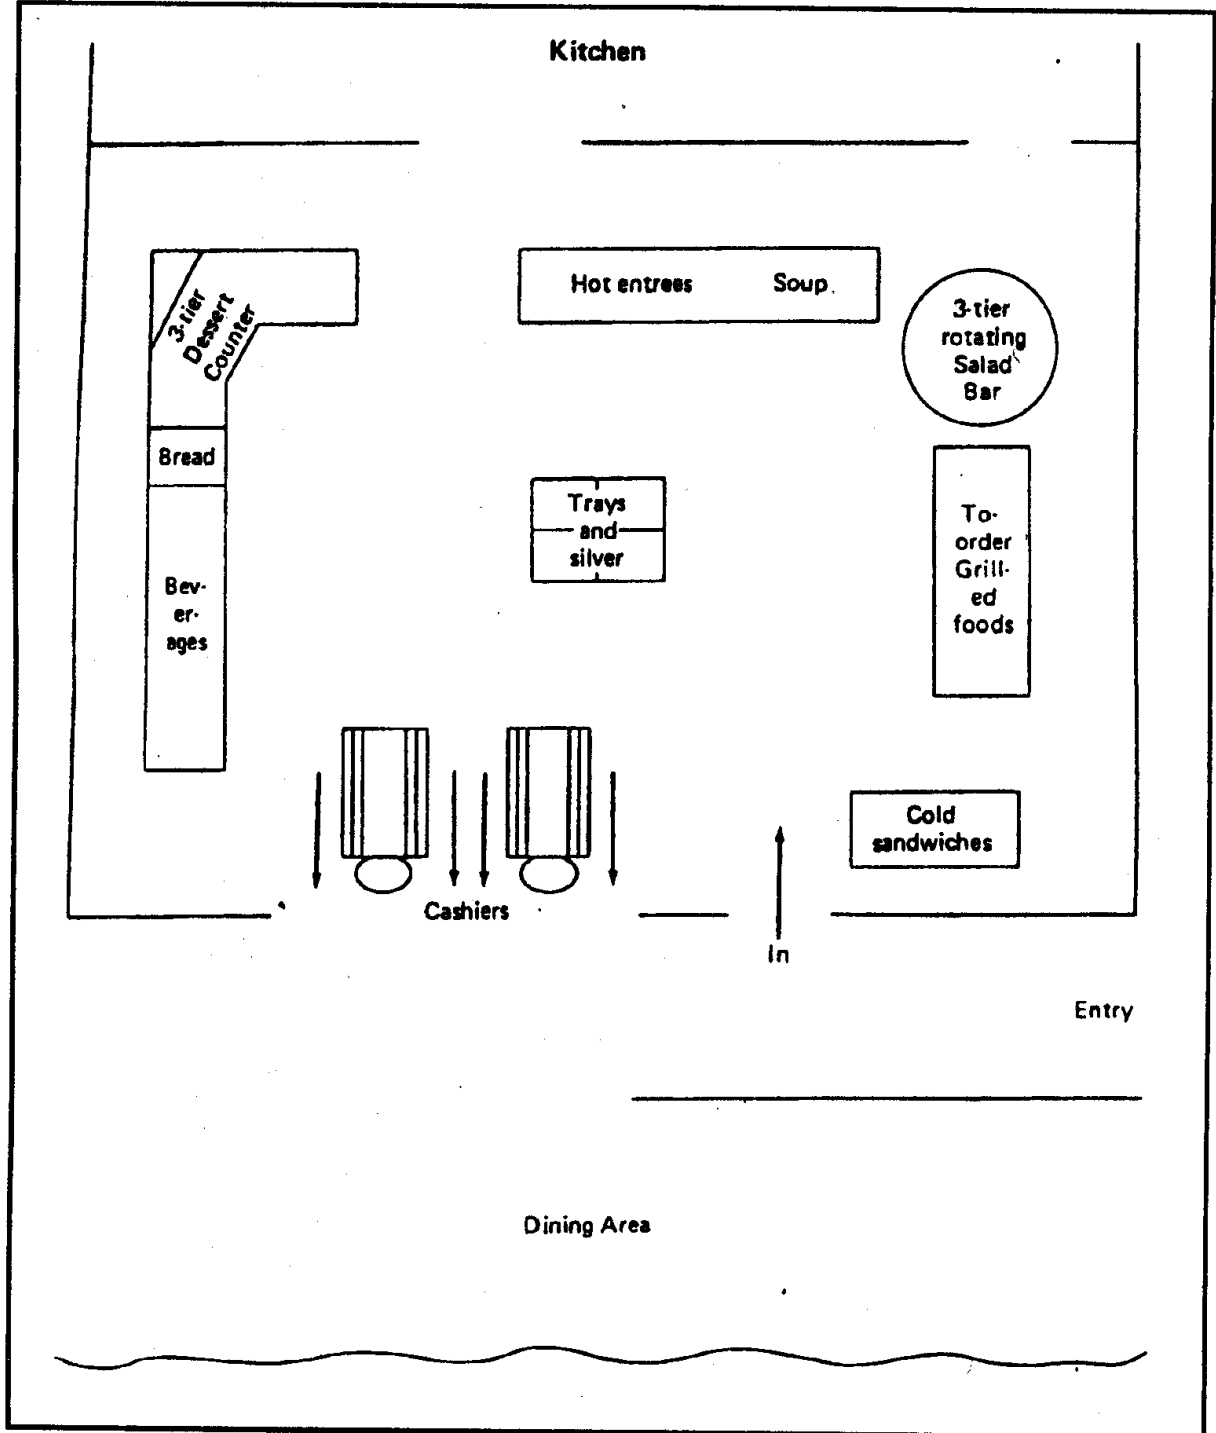 Kitchen
Hot entrees
Soup
3-tier
rotating
Salad
Bar
3-tier
Dessert
Counter
Bread
Bev-
er-
ages
Trays
and
silver
To-
order
Grill-
ed
foods
Cold
sandwiches
Cashiers
In
Entry
Dining Area